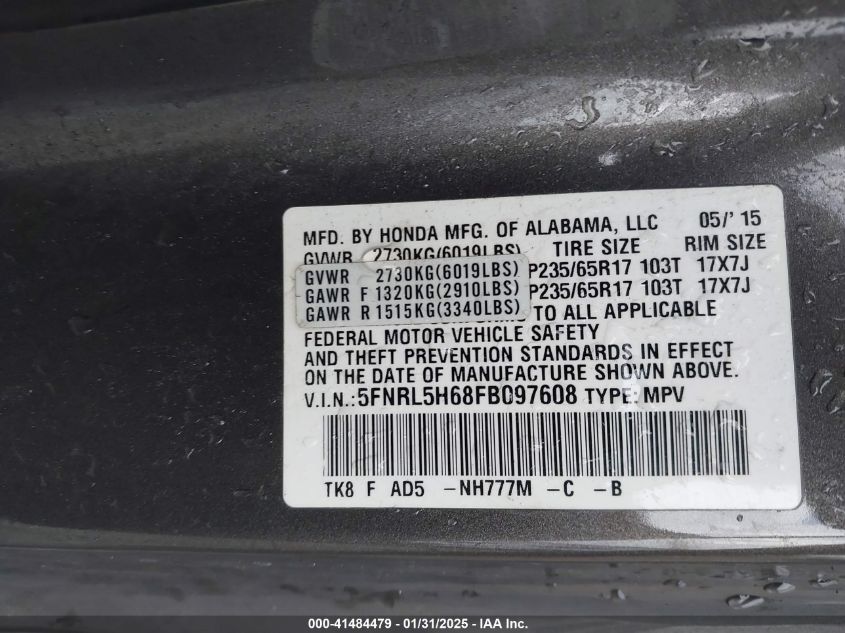 MFD. BY HONDA MFG. OF ALABAMA, LLC 05/' 15
GVWR 2730KG(6019LBS) TIRE SIZE RIM SIZE
GVWR 2730KG(6019LBS) P235/65R17 103T 17X7J
GAWR F 1320KG(2910LBS) P235/65R17 103T 17X7J
GAWR R 1515KG(3340LBS) TO ALL APPLICABLE
FEDERAL MOTOR VEHICLE SAFETY
AND THEFT PREVENTION STANDARDS IN EFFECT
ON THE DATE OF MANUFACTURE SHOWN ABOVE.
V.I.N.:5FNRL5H68FB097608 TYPE: MPV
TK8 F AD5 -NH777M -C -B
000-41484479 - 01/31/2025 - IAA Inc.